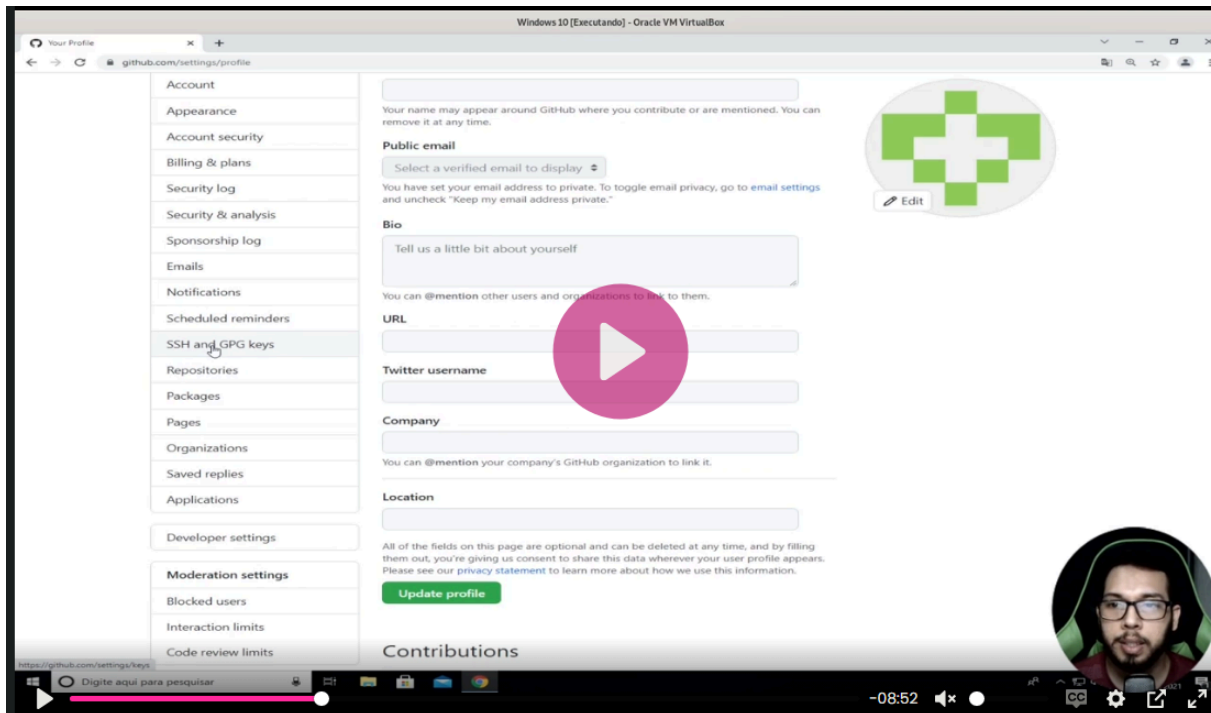 Windows 10 [Executando] - Oracle VM VirtualBox
Your Profile
github.com/settings/profile
Account
Appearance
Account security
Billing & plans
Security log
Security & analysis
Sponsorship log
Emails
Notifications
Scheduled reminders
SSH and GPG keys
Repositories
Packages
Pages
Organizations
Saved replies
Applications
Developer settings
Moderation settings
Blocked users
Interaction limits
Code review limits
Your name may appear around GitHub where you contribute or are mentioned. You can
remove it at any time.
Public email
Select a verified email to display
You have set your email address to private. To toggle email privacy, go to email settings
and uncheck "Keep my email address private."
Bio
Tell us a little bit about yourself
You can @mention other users and organizations to link to them.
URL
Twitter username
Company
You can @mention your company's GitHub organization to link it.
Location
All of the fields on this page are optional and can be deleted at any time, and by filling
them out, you're giving us consent to share this data wherever your user profile appears.
Please see our privacy statement to learn more about how we use this information.
Update profile
Contributions
Edit
https://github.com/settings/keys
Digite aqui para pesquisar
-08:52
CC